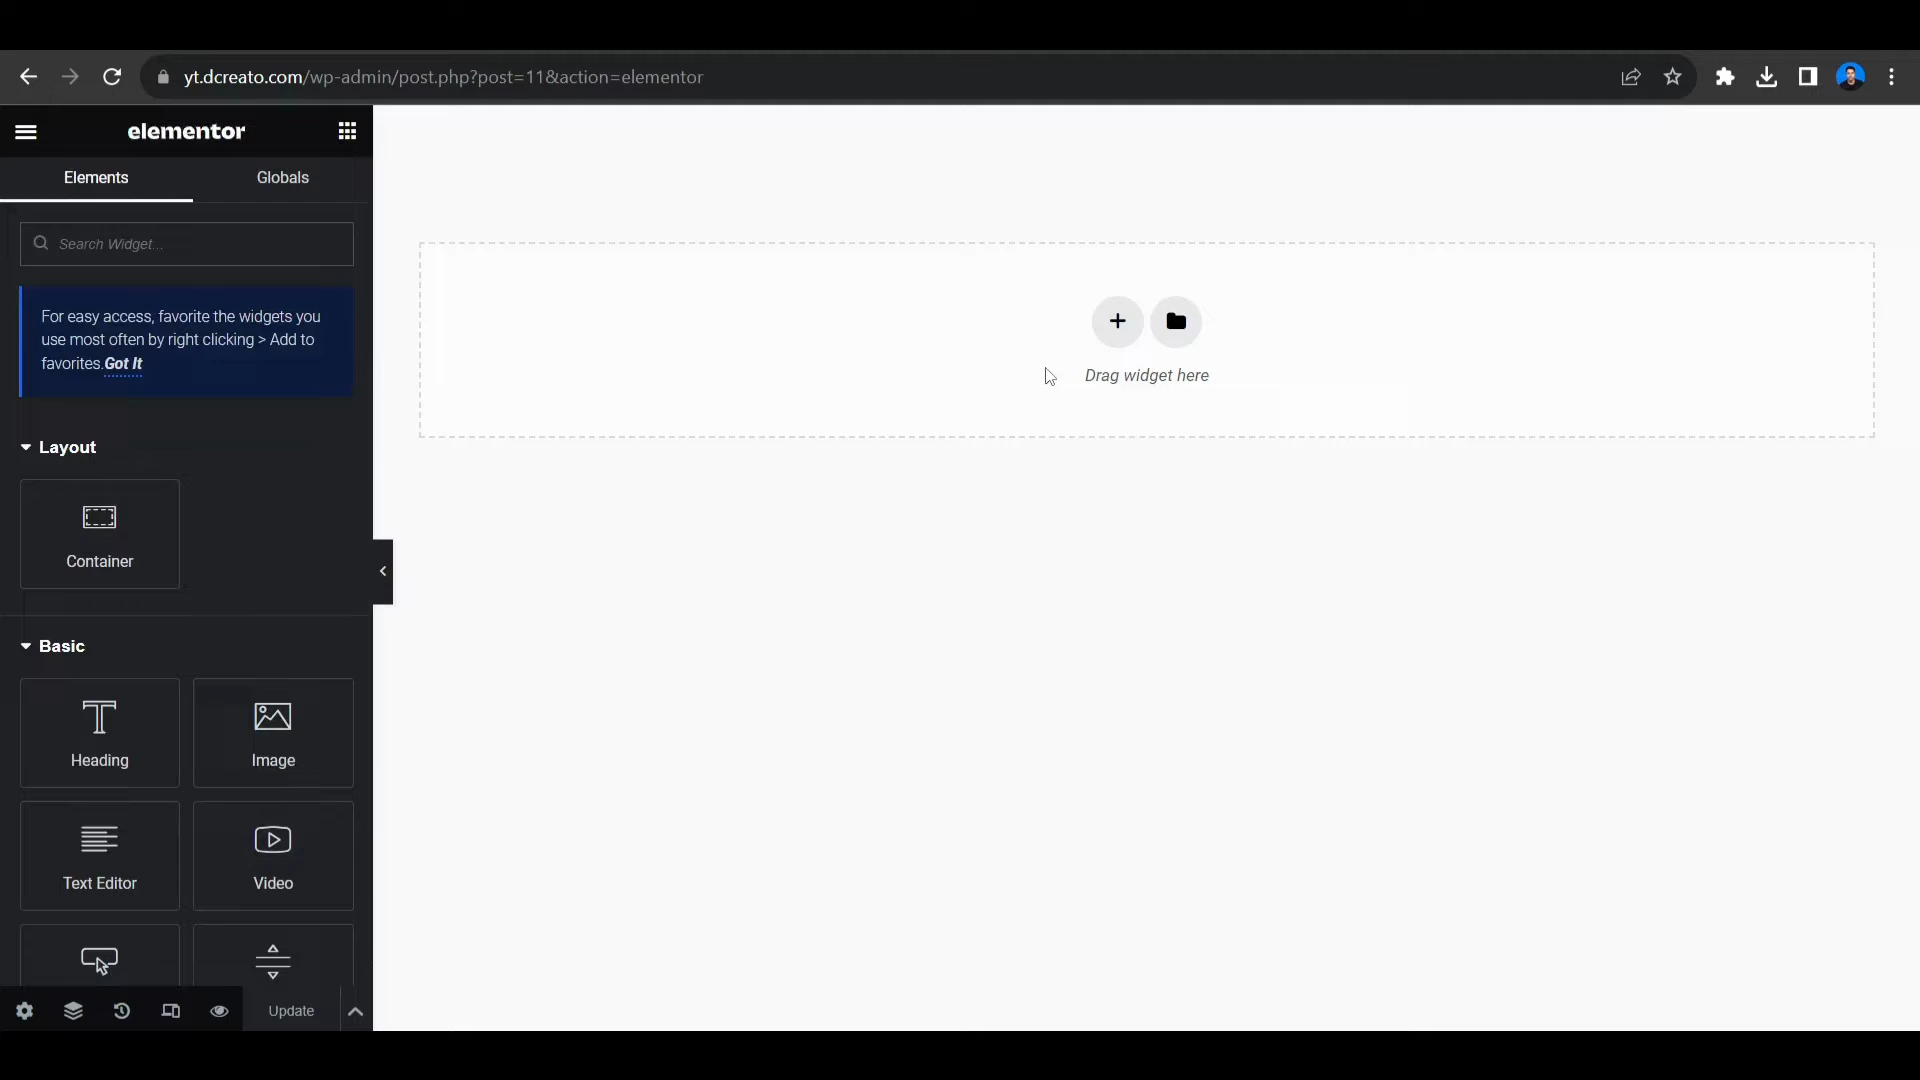 yt.dcreato.com/wp-admin/post.php?post=11&action=elementor
elementor
Elements
Globals
Search Widget...
For easy access, favorite the widgets you
use most often by right clicking > Add to
favorites.Got It
Layout
Container
Basic
Heading
Image
Text Editor
Video
Update
Drag widget here